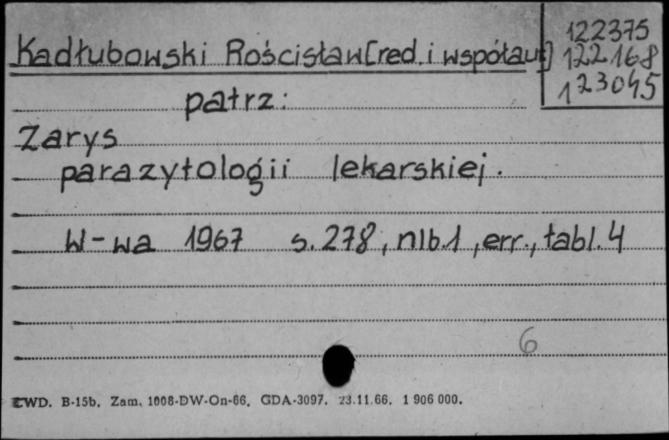 122375
Kadłubowski Rościsław[red. i współaut] 122168
123045
patrz:
Zarys
parazytologii lekarskiej.
W-wa 1967 s. 278, nlb.1, err., tabl. 4
6
ZWD. B-15b. Zam. 1008-DW-On-66. GDA-3097. 23.11.66. 1 906 000.